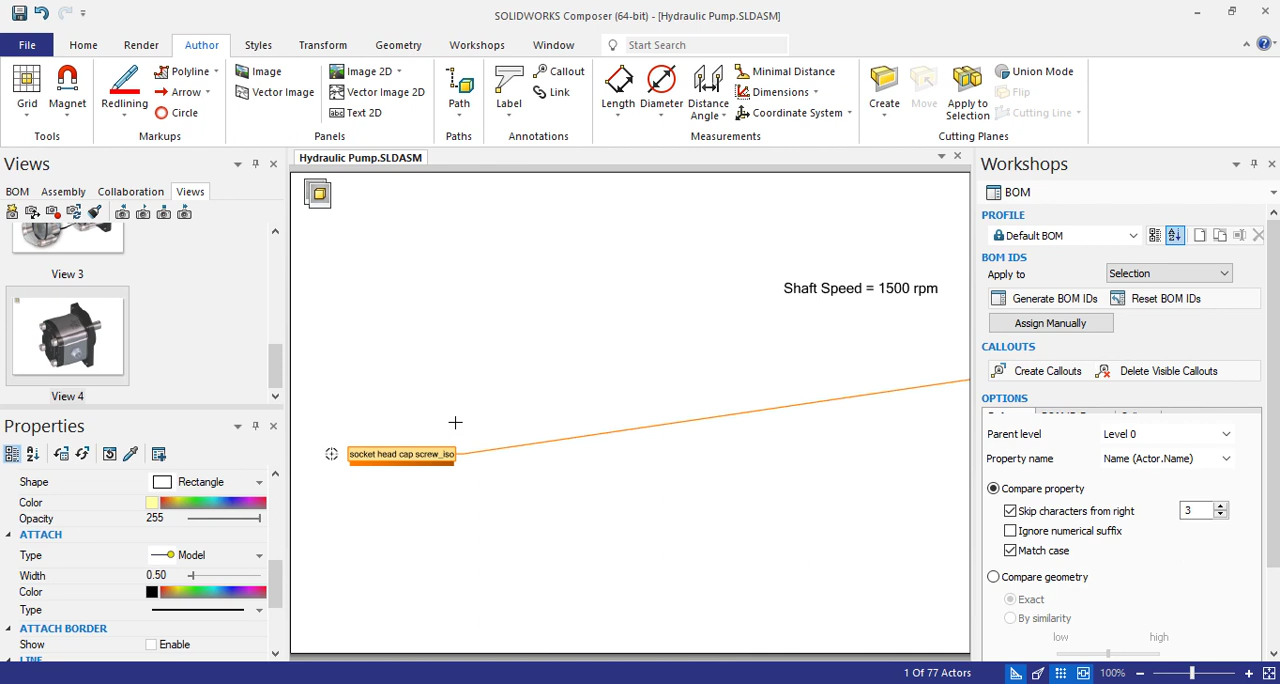 SOLIDWORKS Composer (64-bit) - [Hydraulic Pump.SLDASM]
File Home Render Author Styles Transform Geometry Workshops Window Start Search
Grid Magnet Redlining Polyline Arrow Circle Image Vector Image Image 2D Vector Image 2D Text 2D Path Label Callout Link Length Diameter Distance Angle Minimal Distance Dimensions Coordinate System Create Move Apply to Selection Union Mode Flip Cutting Line
Tools Markups Panels Paths Annotations Measurements Cutting Planes
Views
BOM Assembly Collaboration Views
View 3
View 4
Properties
Shape Rectangle
Color
Opacity 255
ATTACH
Type Model
Width 0.50
Color
Type
ATTACH BORDER
Show Enable
LINE
Hydraulic Pump.SLDASM
Shaft Speed = 1500 rpm
socket head cap screw_iso
Workshops
BOM
PROFILE
Default BOM
BOM IDS
Apply to Selection
Generate BOM IDs Reset BOM IDs
Assign Manually
CALLOUTS
Create Callouts Delete Visible Callouts
OPTIONS
Parent level Level 0
Property name Name (Actor.Name)
Compare property
Skip characters from right 3
Ignore numerical suffix
Match case
Compare geometry
Exact
By similarity
low high
1 Of 77 Actors 100%